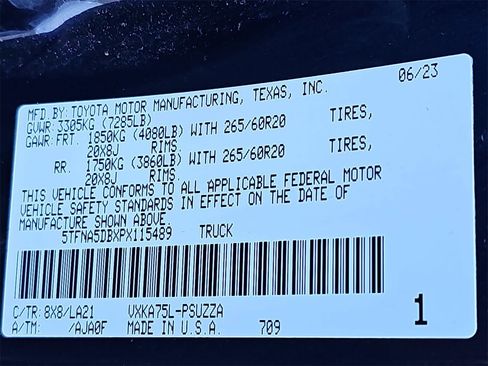 MFD.BY:TOYOTA MOTOR MANUFACTURING, TEXAS, INC. 06/23
GVWR:3305KG (7285LB)
GAWR:FRT. 1850KG (4080LB) WITH 265/60R20 TIRES,
20X8J RIMS.
RR. 1750KG (3860LB) WITH 265/60R20 TIRES,
20X8J RIMS.
THIS VEHICLE CONFORMS TO ALL APPLICABLE FEDERAL MOTOR
VEHICLE SAFETY STANDARDS IN EFFECT ON THE DATE OF
MANUFACTURE SHOWN ABOVE.
5TFNA5DBXPX115489 TRUCK
C/TR:8X8/LA21 VXKA75L-PSUZZA
A/TM: /AJA0F MADE IN U.S.A. 709
1